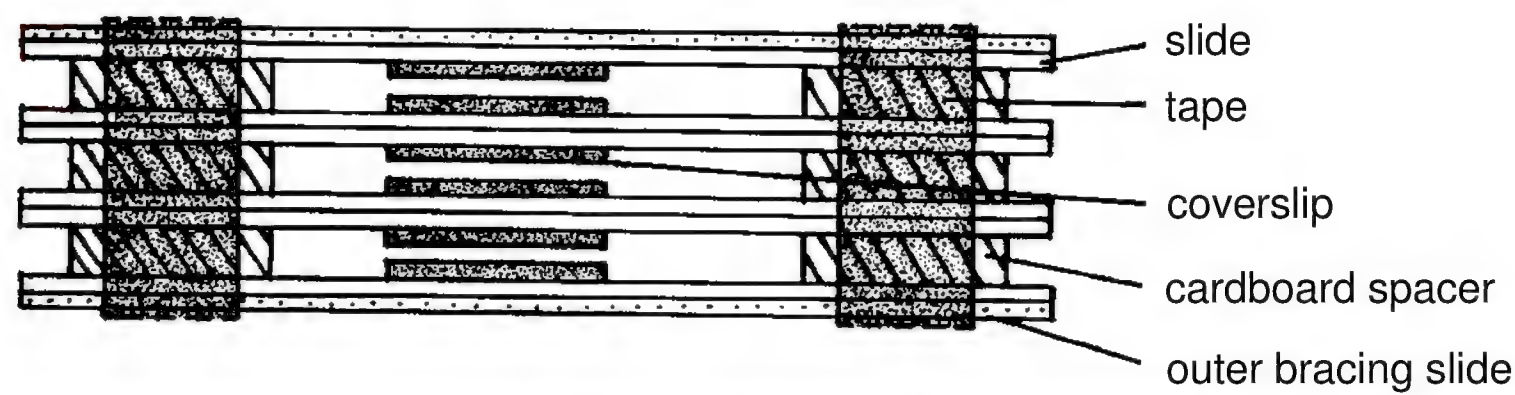 slide
tape
coverslip
cardboard spacer
outer bracing slide